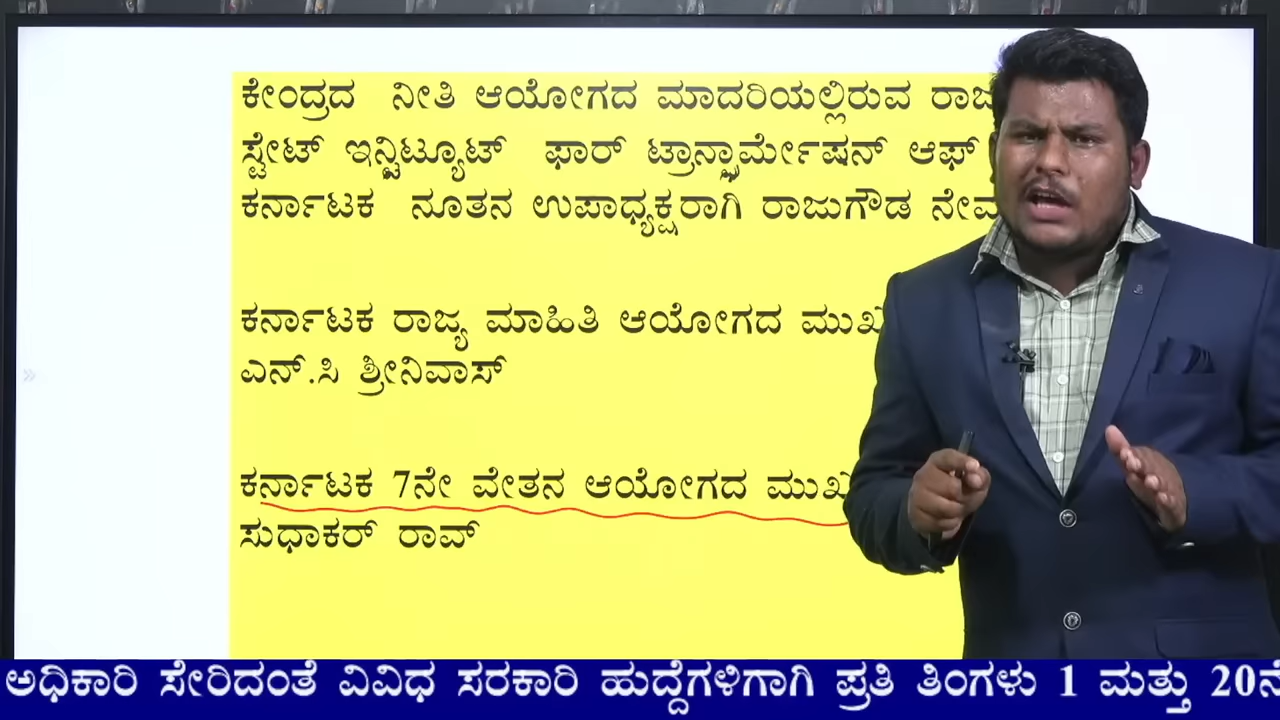 ಕೇಂದ್ರದ ನೀತಿ ಆಯೋಗದ ಮಾದರಿಯಲ್ಲಿರುವ
ಸ್ಟೇಟ್ ಇನ್ಸ್ಟಿಟ್ಯೂಟ್ ಫಾರ್ ಟ್ರಾನ್ಸ್ಫಾರ್ಮೇಷನ್ ಆಫ್
ಕರ್ನಾಟಕ ನೂತನ ಉಪಾಧ್ಯಕ್ಷರಾಗಿ ರಾಜುಗೌಡ
ಕರ್ನಾಟಕ ರಾಜ್ಯ ಮಾಹಿತಿ ಆಯೋಗದ
ಎನ್.ಸಿ ಶ್ರೀನಿವಾಸ್
ಕರ್ನಾಟಕ 7ನೇ ವೇತನ ಆಯೋಗದ
ಸುಧಾಕರ್ ರಾವ್
ಅಧಿಕಾರಿ ಸೇರಿದಂತೆ ವಿವಿಧ ಸರಕಾರಿ ಹುದ್ದೆಗಳಿಗಾಗಿ ಪ್ರತಿ ತಿಂಗಳು 1 ಮತ್ತು 20ನೆ